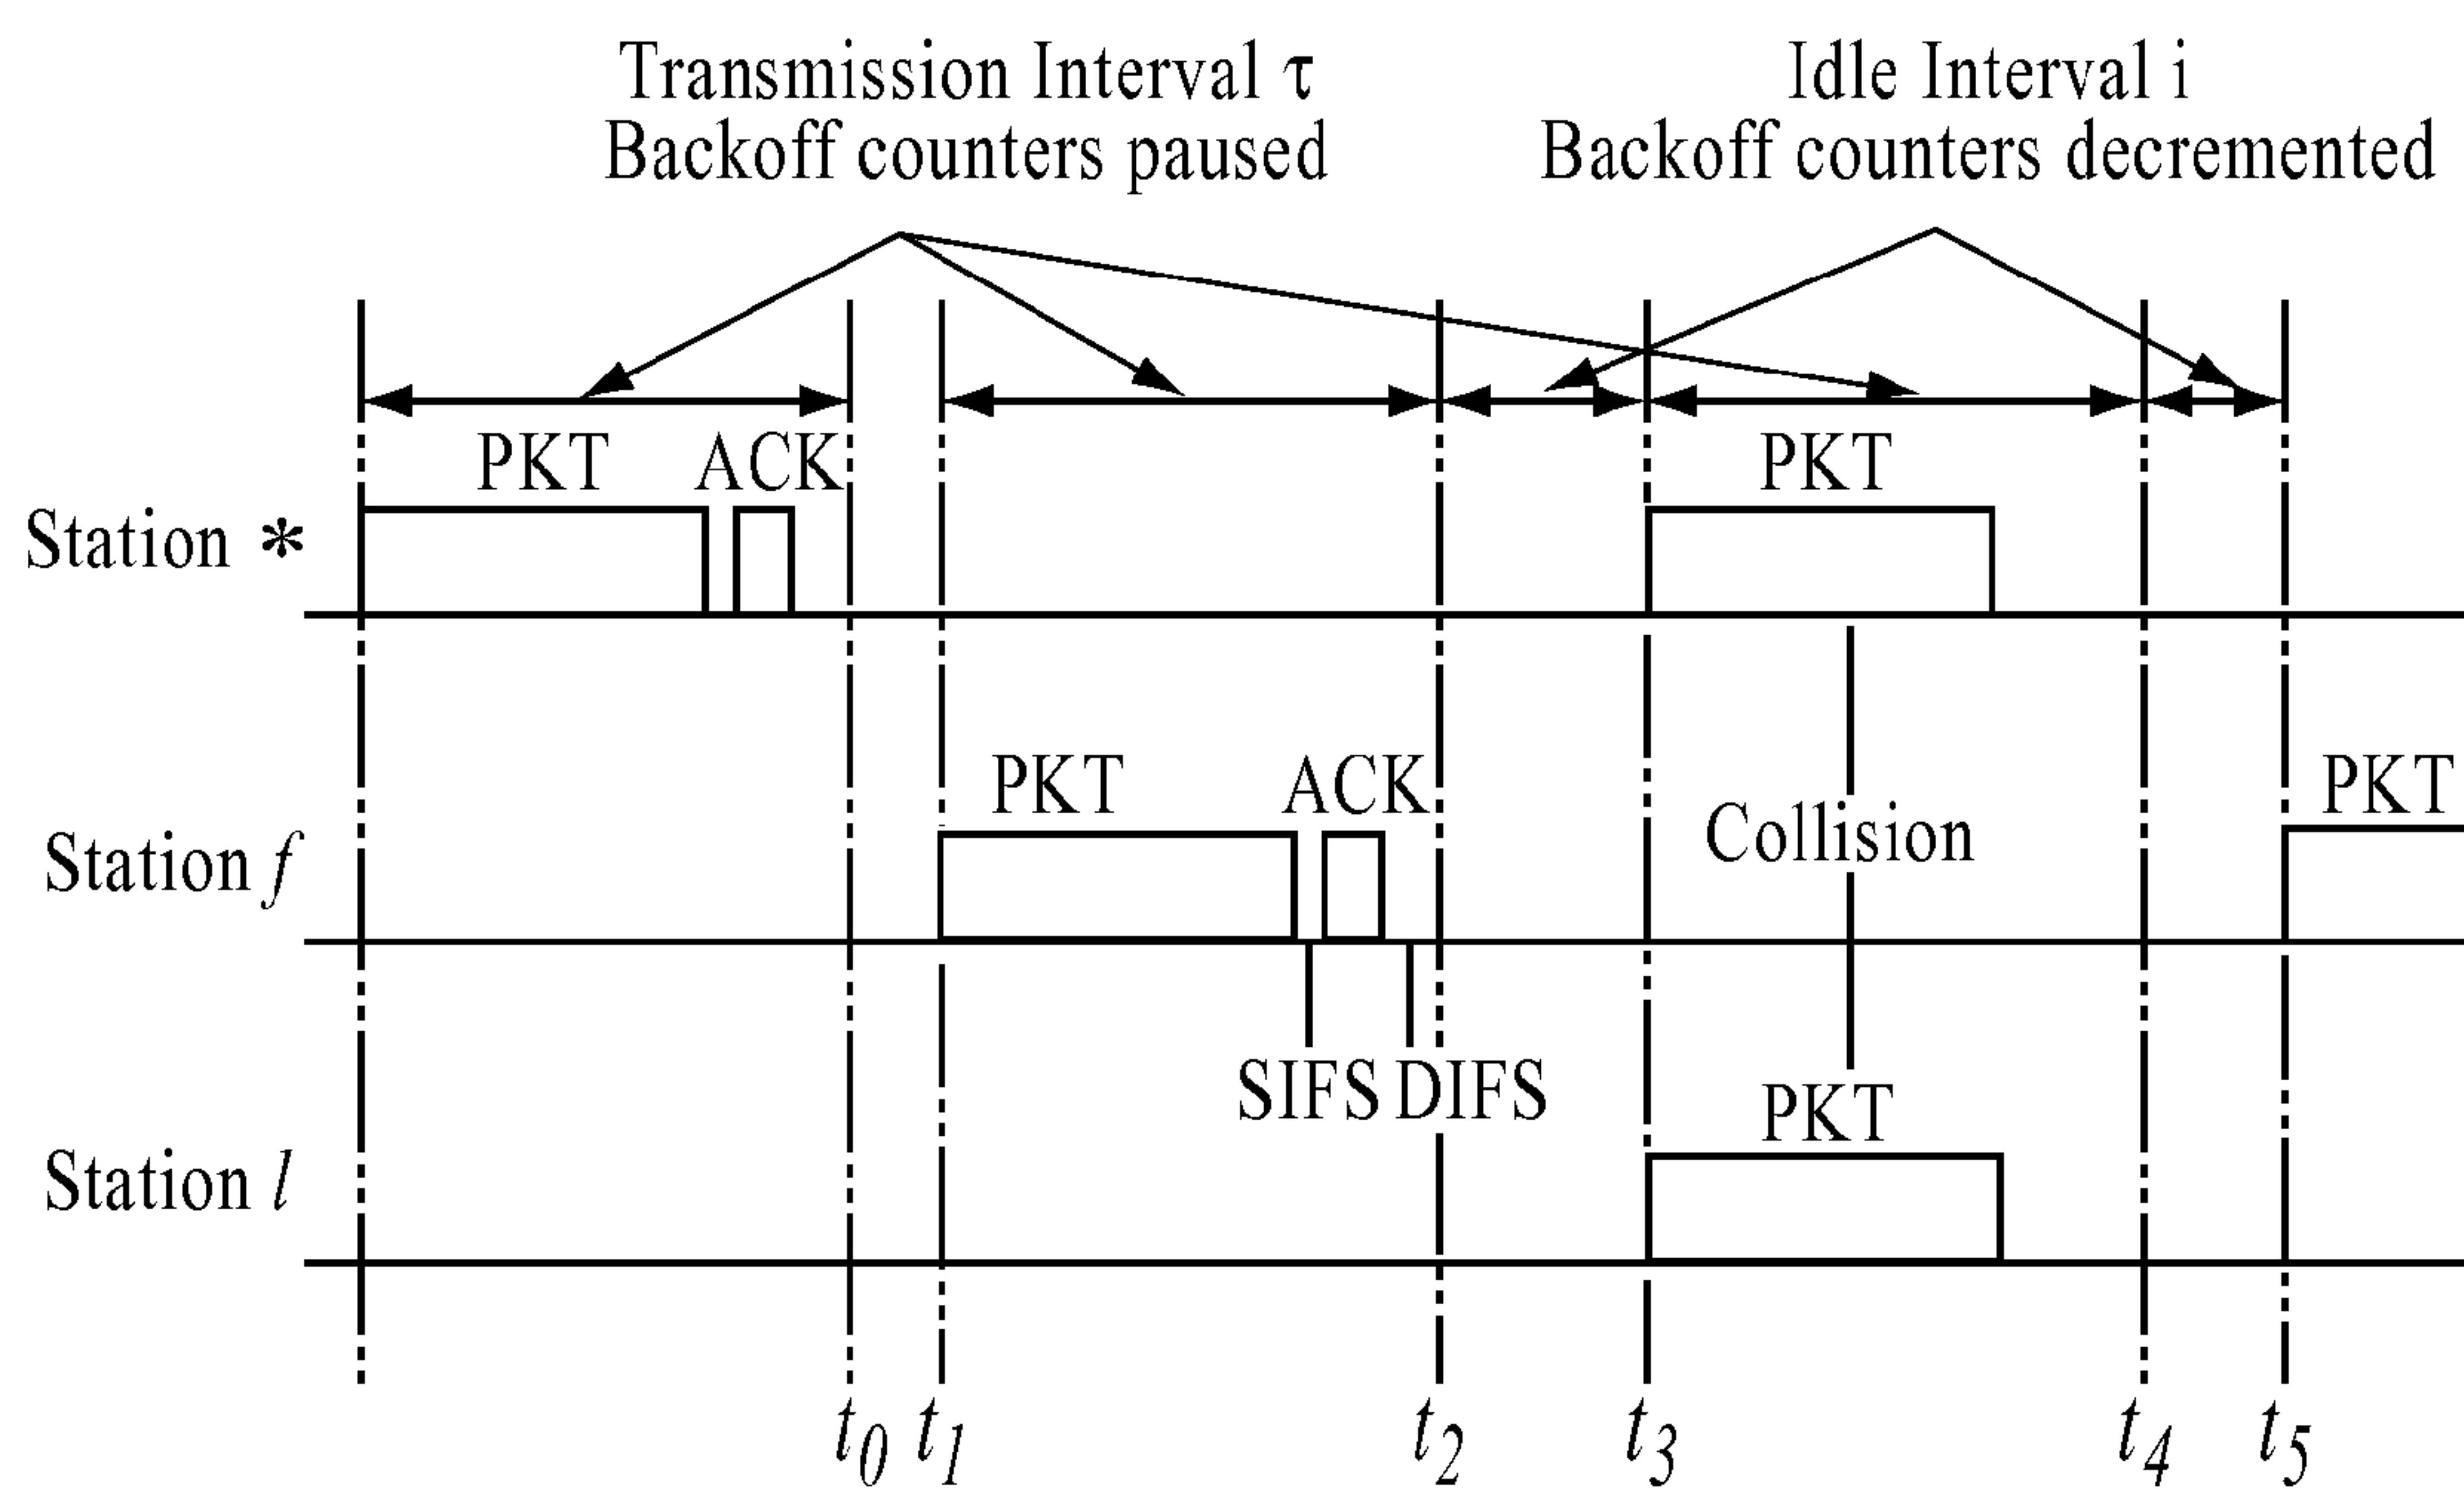 Transmission Interval τ
Backoff counters paused
Idle Interval i
Backoff counters decremented
PKT ACK PKT
Station *
PKT ACK PKT
Collision
Station f
SIFS DIFS
PKT
Station l
t0 t1 t2 t3 t4 t5